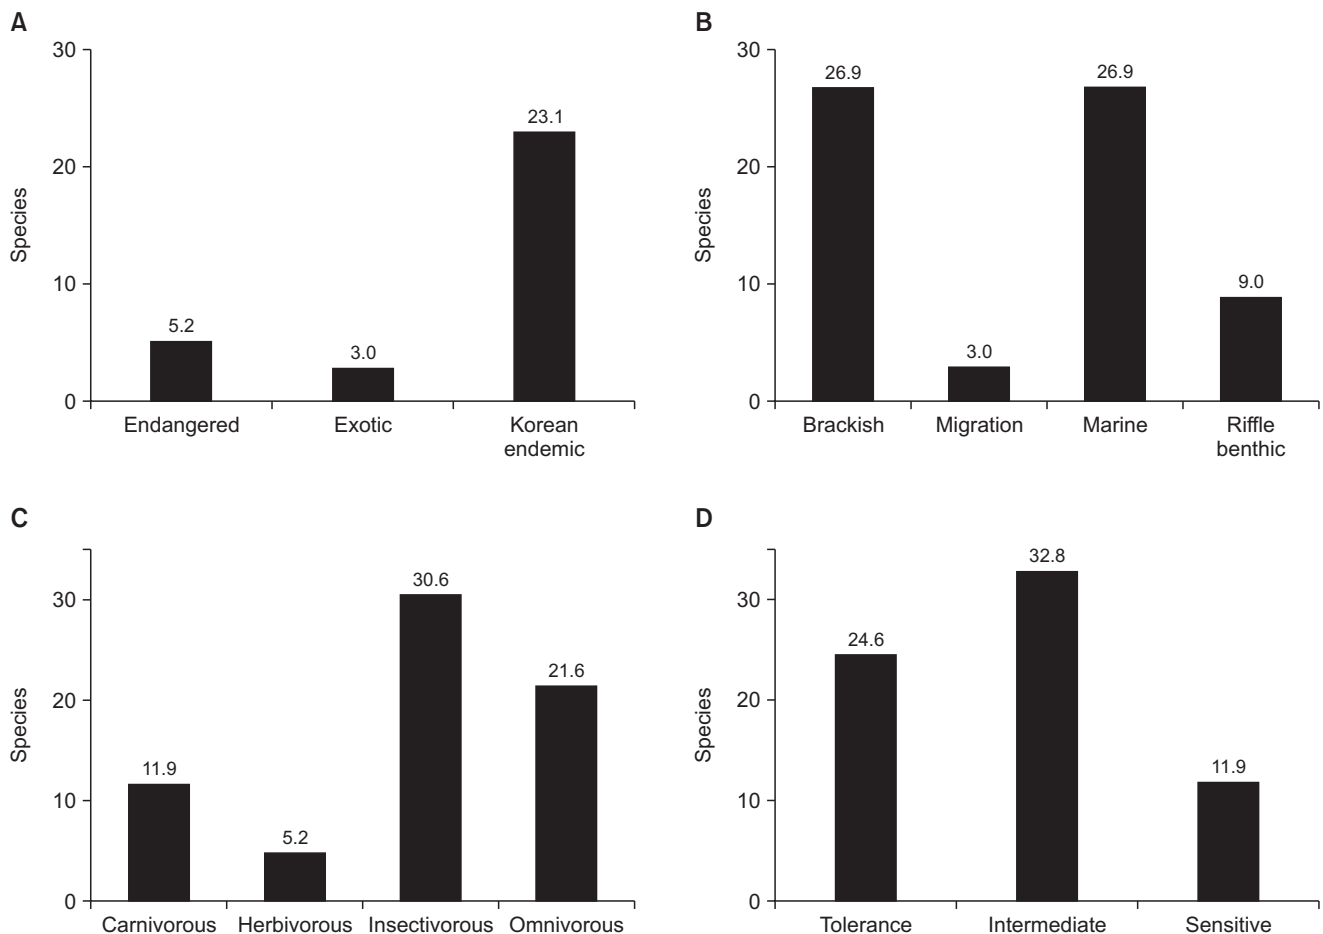 A
30
20
10
0
Species
5.2
3.0
23.1
Endangered
Exotic
Korean
endemic
B
30
20
10
0
Species
26.9
3.0
26.9
9.0
Brackish
Migration
Marine
Riffle
benthic
C
30
20
10
0
Species
11.9
5.2
30.6
21.6
Carnivorous
Herbivorous
Insectivorous
Omnivorous
D
30
20
10
0
Species
24.6
32.8
11.9
Tolerance
Intermediate
Sensitive